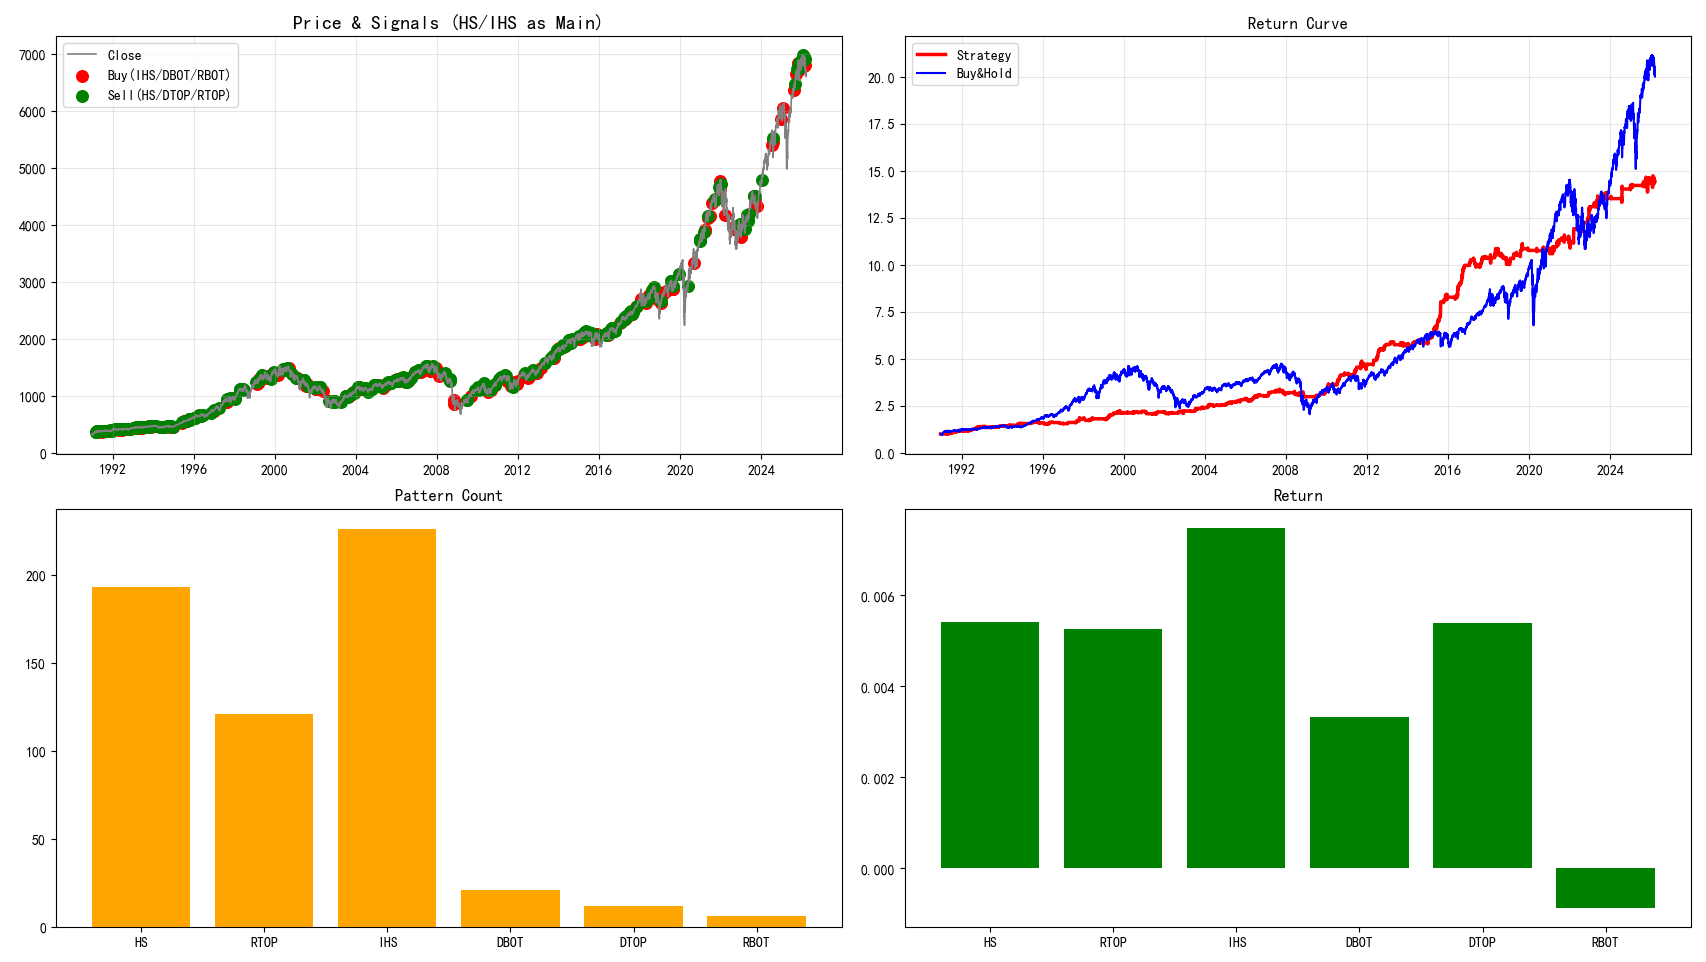 Price & Signals (HS/IHS as Main)
Close
Buy(IHS/DBOT/RBOT)
Sell(HS/DTOP/RTOP)
7000
6000
5000
4000
3000
2000
1000
0
1992 1996 2000 2004 2008 2012 2016 2020 2024
Return Curve
Strategy
Buy&Hold
20.0
17.5
15.0
12.5
10.0
7.5
5.0
2.5
0.0
1992 1996 2000 2004 2008 2012 2016 2020 2024
Pattern Count
200
150
100
50
0
HS RTOP IHS DBOT DTOP RBOT
Return
0.006
0.004
0.002
0.000
HS RTOP IHS DBOT DTOP RBOT